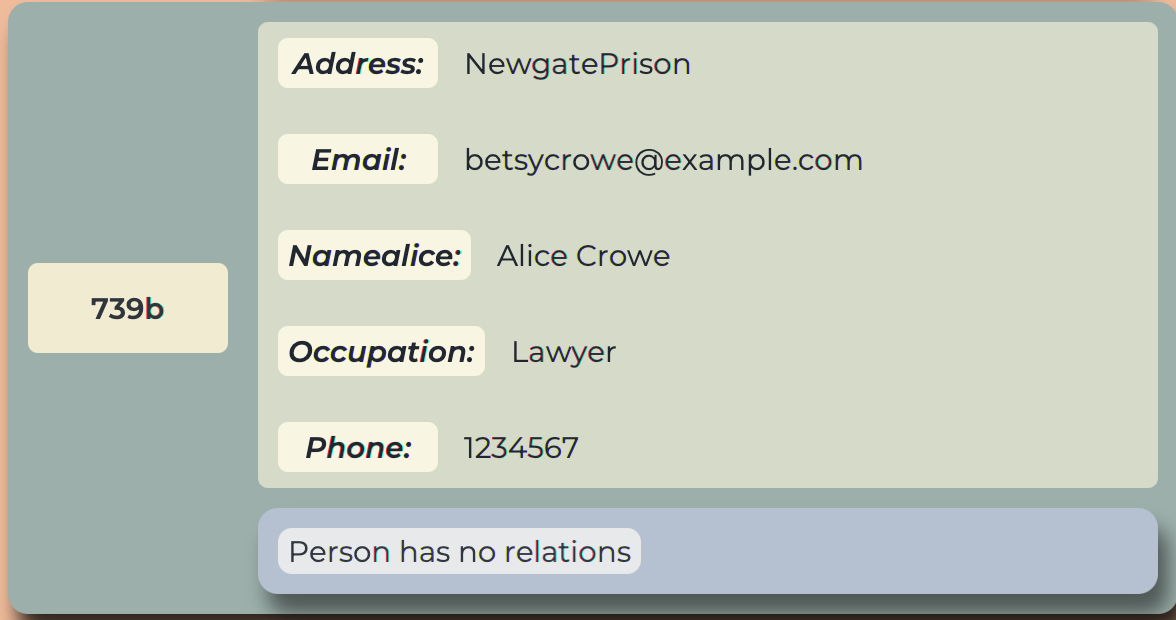 739b
Address: NewgatePrison
Email: betsycrowe@example.com
Namealice: Alice Crowe
Occupation: Lawyer
Phone: 1234567
Person has no relations